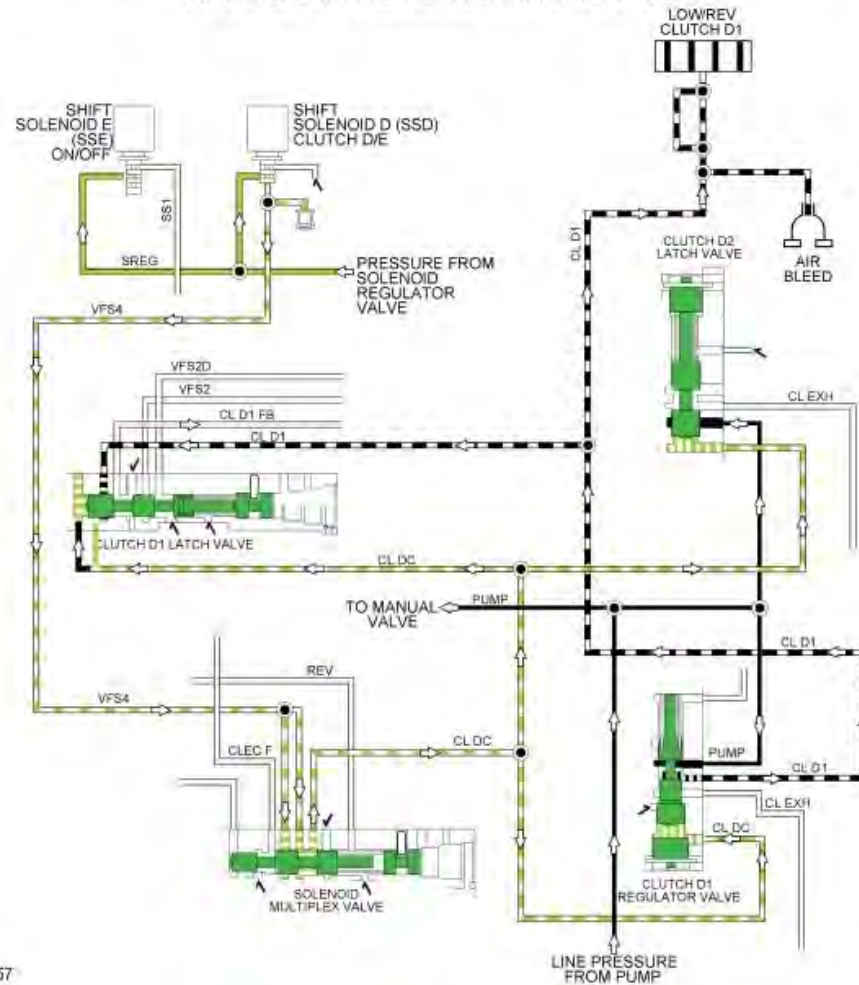 LOW/REV
CLUTCH D1
SHIFT
SOLENOID E
(SSE)
ON/OFF
SHIFT
SOLENOID D (SSD)
CLUTCH D/E
SS1
SREG
PRESSURE FROM
SOLENOID
REGULATOR
VALVE
CL D1
CLUTCH D2
LATCH VALVE
AIR
BLEED
VFS4
VFS2D
VFS2
CL D1 FB
CL D1
CL EXH
CLUTCH D1 LATCH VALVE
CL DC
TO MANUAL
VALVE
PUMP
CL D1
REV
VFS4
CLEC F
CL DC
PUMP
CL D1
CL EXH
CL DC
SOLENOID
MULTIPLEX VALVE
CLUTCH D1
REGULATOR VALVE
LINE PRESSURE
FROM PUMP
57